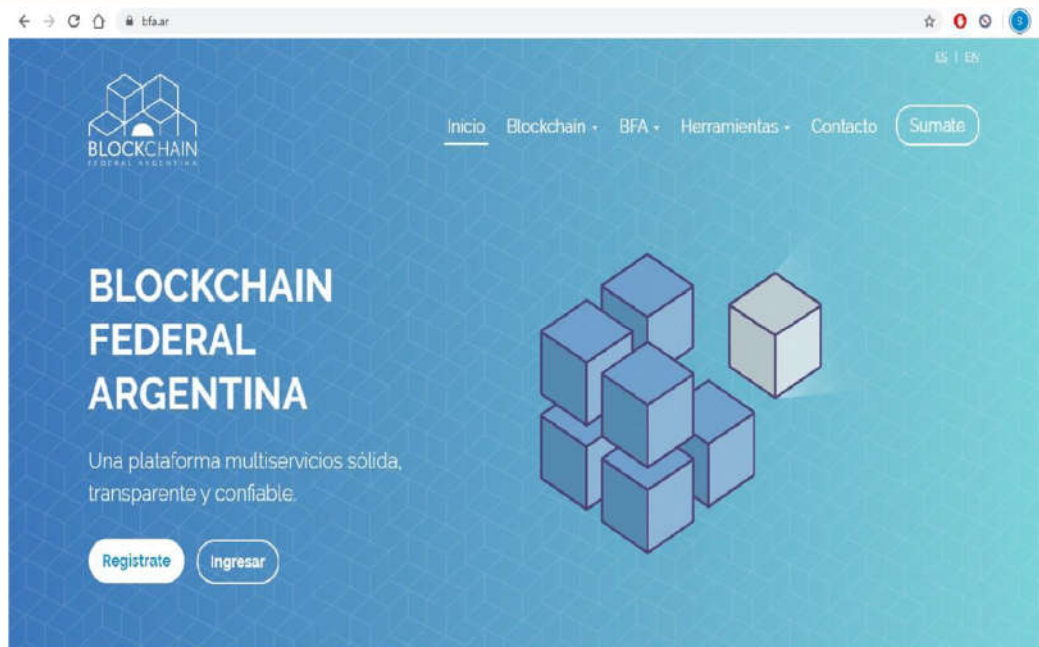 bfa.ar
ES | EN
BLOCKCHAIN
FEDERAL ARGENTINA
Inicio Blockchain BFA Herramientas Contacto Sumate
BLOCKCHAIN
FEDERAL
ARGENTINA
Una plataforma multiservicios sólida,
transparente y confiable.
Registrate Ingresar